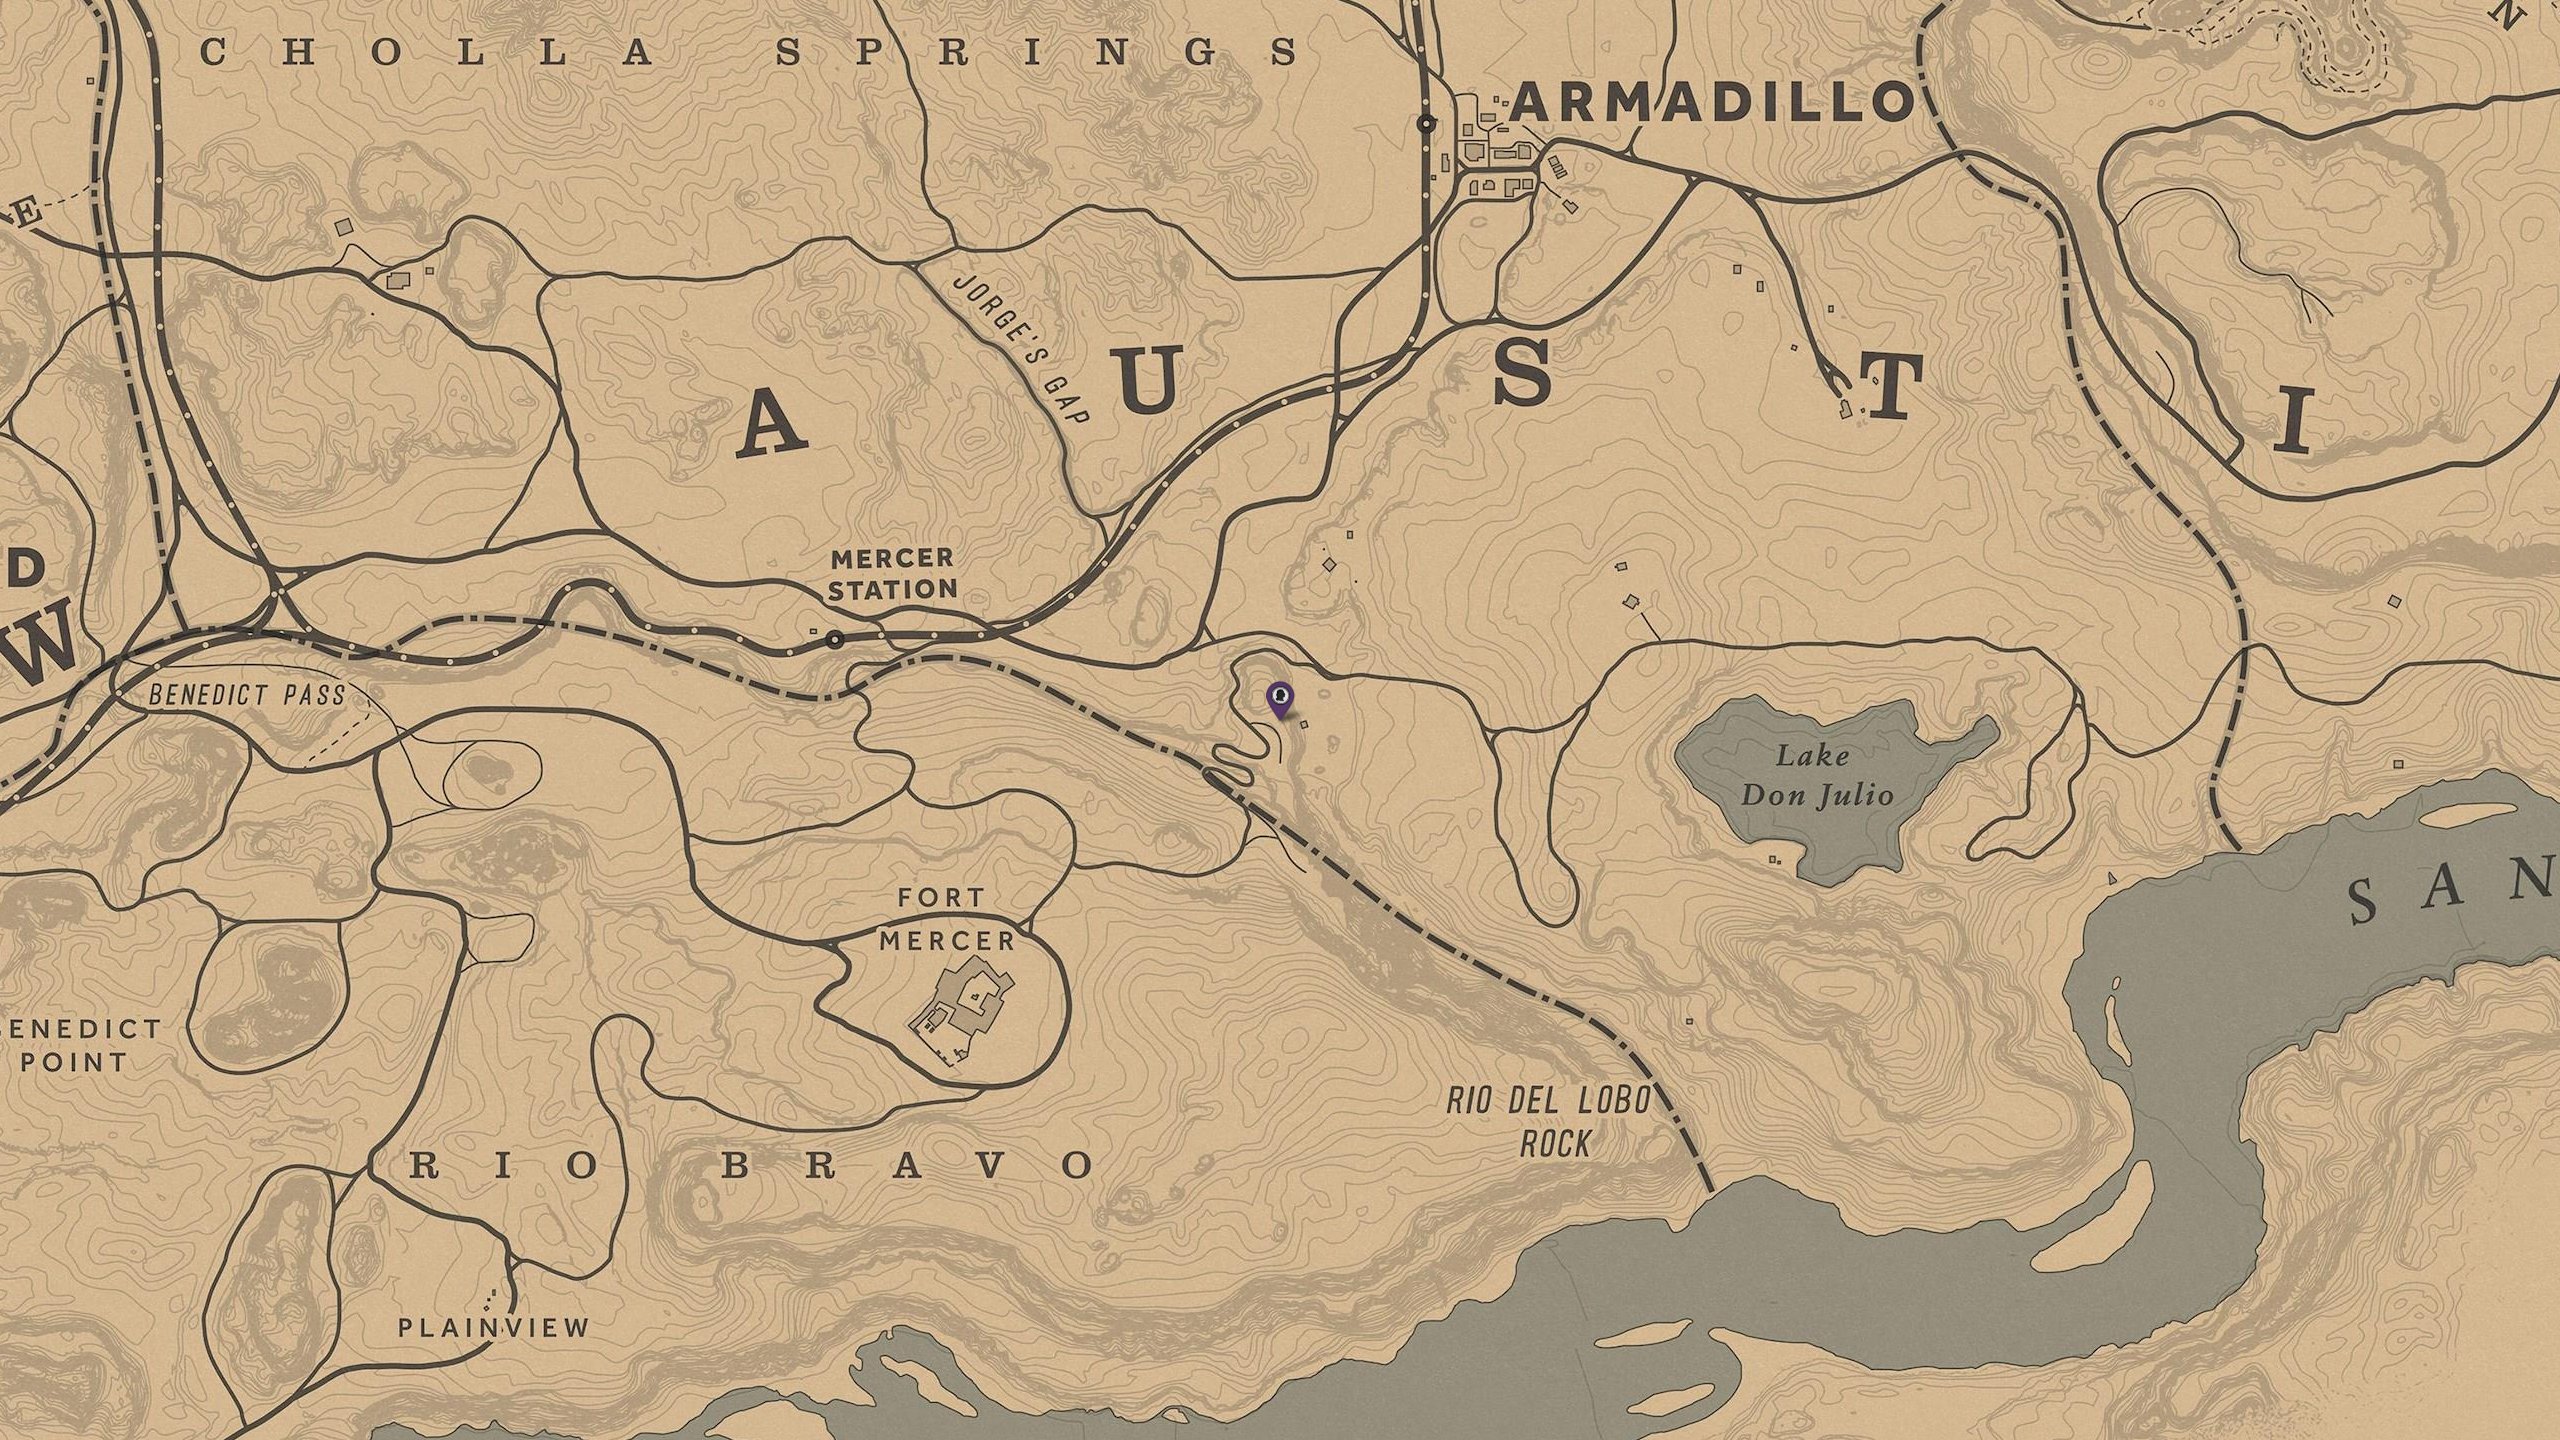 CHOLLA SPRINGS
N
ARMADILLO
E
JORGE'S GAP
A U S T I
MERCER
STATION
D
W
BENEDICT PASS
Lake
Don Julio
SAN
FORT
MERCER
ENEDICT
POINT
RIO DEL LOBO
ROCK
RIO BRAVO
PLAINVIEW